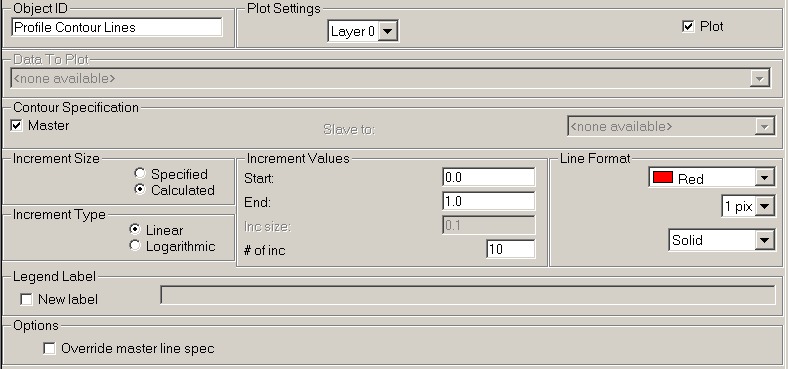 Object ID
Profile Contour Lines
Plot Settings
Layer 0
Plot
Data To Plot
<none available>
Contour Specification
Master
Slave to:
<none available>
Increment Size
Specified
Calculated
Increment Type
Linear
Logarithmic
Increment Values
Start:
0.0
End:
1.0
Inc size:
0.1
# of inc
10
Line Format
Red
1 pix
Solid
Legend Label
New label
Options
Override master line spec